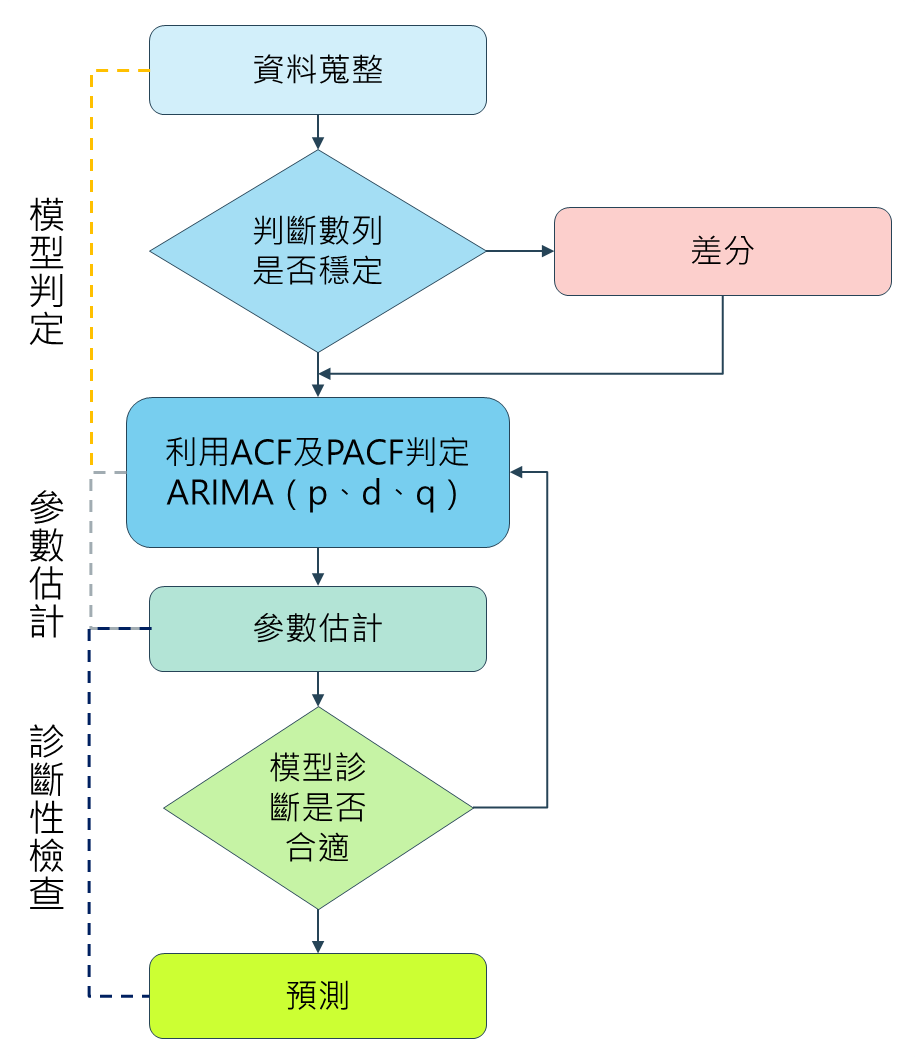 資料蒐整
判斷數列
是否穩定
差分
模型判定
利用ACF及PACF判定
ARIMA（p、d、q）
參數估計
參數估計
模型診
斷是否
合適
診斷性檢查
預測